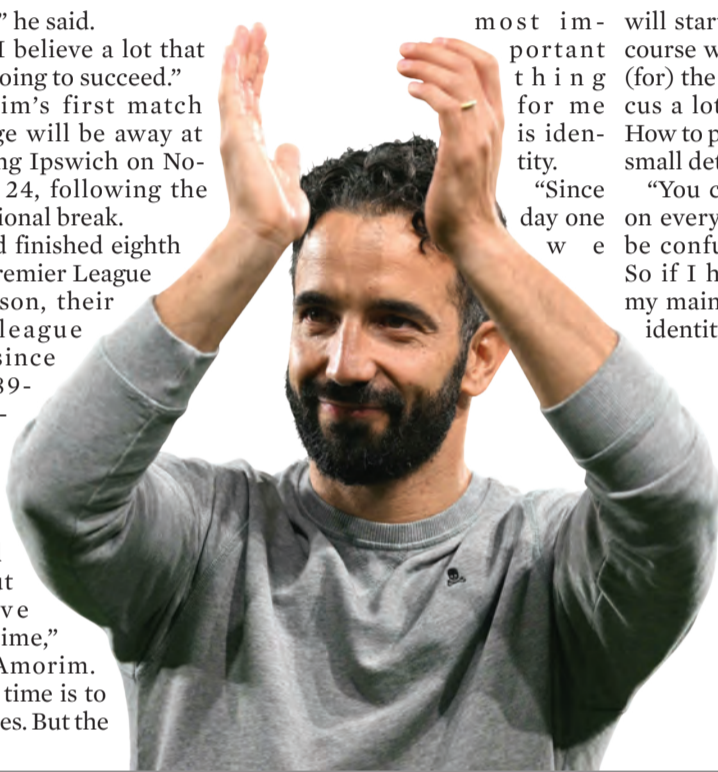 ” he said.
I believe a lot that
oing to succeed.”
im’s first match
ge will be away at
ng Ipswich on No-
24, following the
ional break.
d finished eighth
remier League
son, their
league
since
89-
-
ut
ve
ime,”
Amorim.
time is to
es. But the
most im-
portant
thing
for me
is iden-
tity.
“Since
day one
w e
will star
course w
(for) the
cus a lot
How to p
small det
“You c
on every
be confu
So if I h
my main
identit